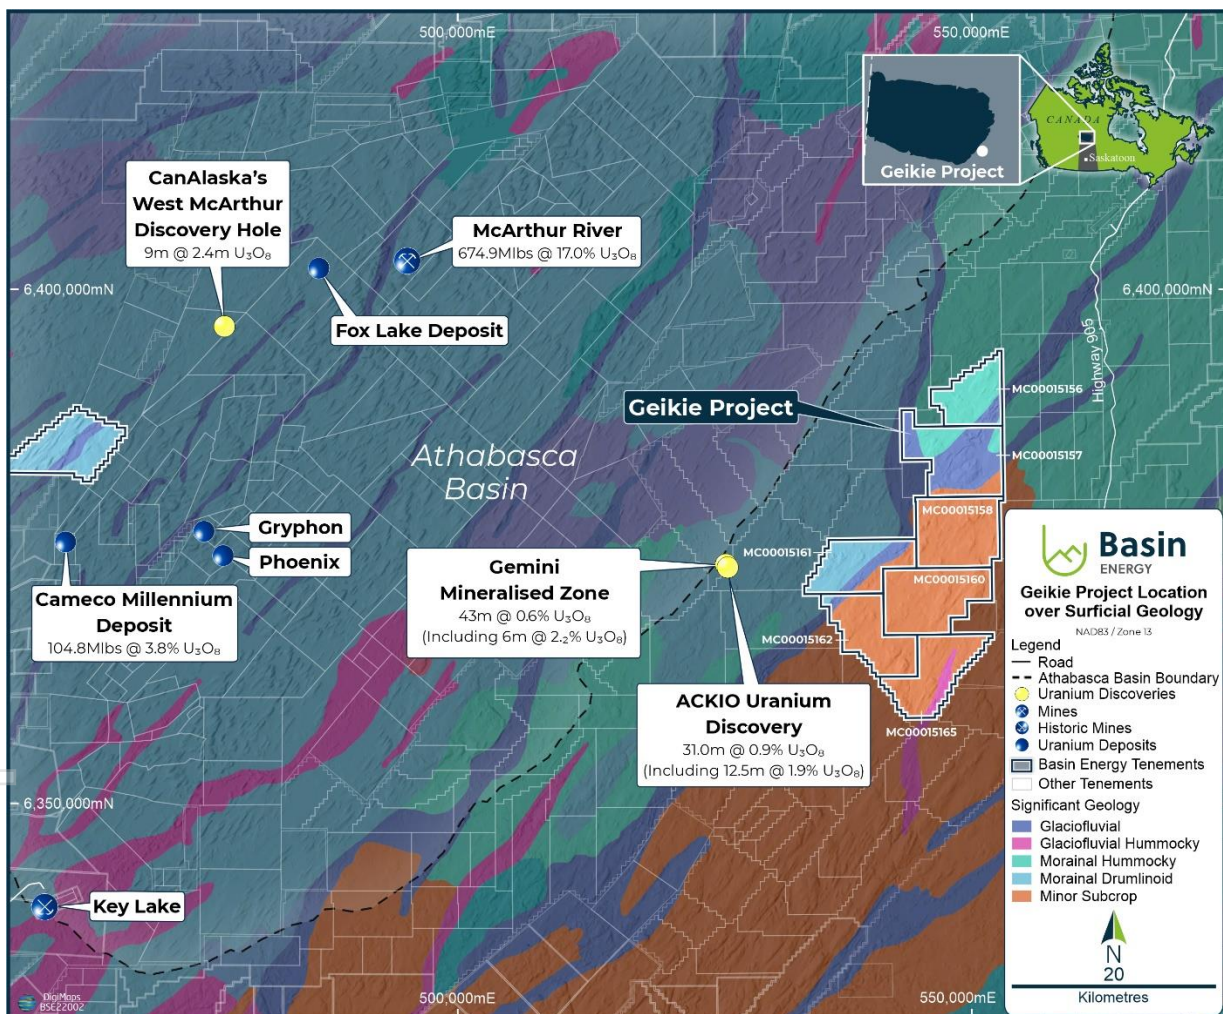 500,000mE
550,000mE
CANADA
Saskatoon
Geikie Project
CanAlaska's
West McArthur
Discovery Hole
9m @ 2.4m U₃O₈
McArthur River
674.9Mlbs @ 17.0% U₃O₈
6,400,000mN
6,400,000mN
Fox Lake Deposit
Highway 905
MC00015156
Geikie Project
MC00015157
Athabasca
Basin
MC00015158
Gryphon
Phoenix
MC00015161
MC00015160
Gemini
Mineralised Zone
43m @ 0.6% U₃O₈
(Including 6m @ 2.₂% U₃O₈)
Cameco Millennium
Deposit
104.8Mlbs @ 3.8% U₃O₈
MC00015162
ACKIO Uranium
Discovery
31.0m @ 0.9% U₃O₈
(Including 12.5m @ 1.9% U₃O₈)
MC00015165
6,350,000mN
Key Lake
Basin
ENERGY
Geikie Project Location
over Surficial Geology
NAD83 / Zone 13
Legend
Road
Athabasca Basin Boundary
Uranium Discoveries
Mines
Historic Mines
Uranium Deposits
Basin Energy Tenements
Other Tenements
Significant Geology
Glaciofluvial
Glaciofluvial Hummocky
Morainal Hummocky
Morainal Drumlinoid
Minor Subcrop
N
20
Kilometres
DigiMaps
BSE22002
500,000mE
550,000mE